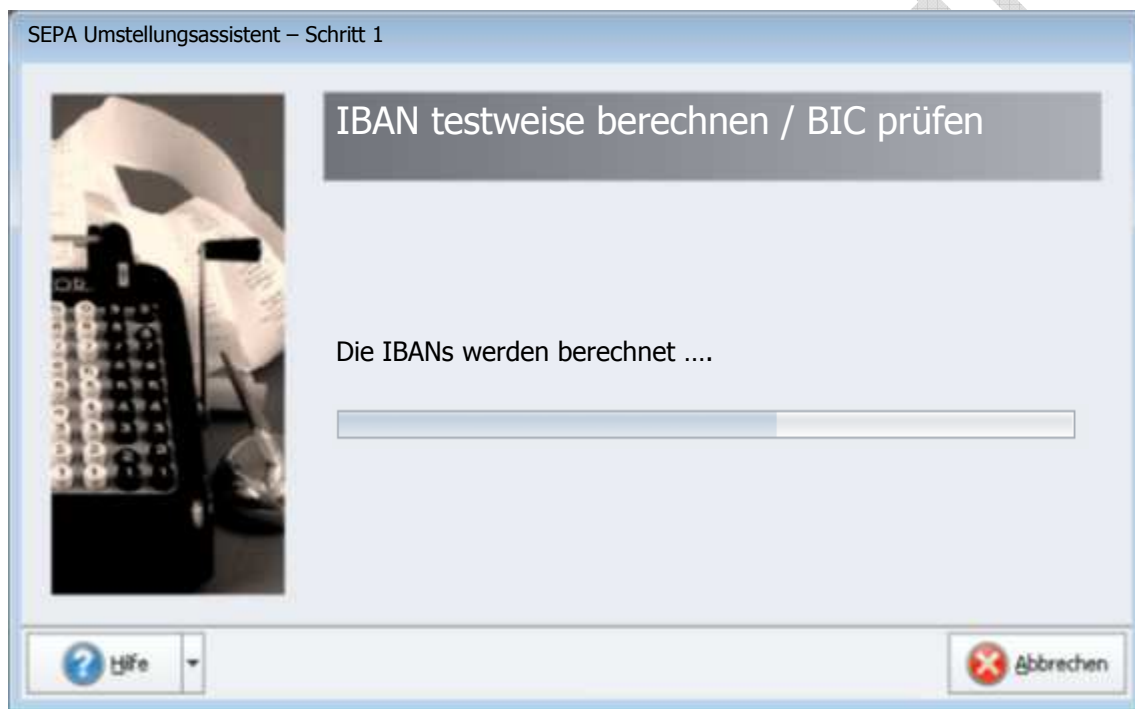 SEPA Umstellungsassistent – Schritt 1
IBAN testweise berechnen / BIC prüfen
Die IBANs werden berechnet ….
Hilfe
Abbrechen